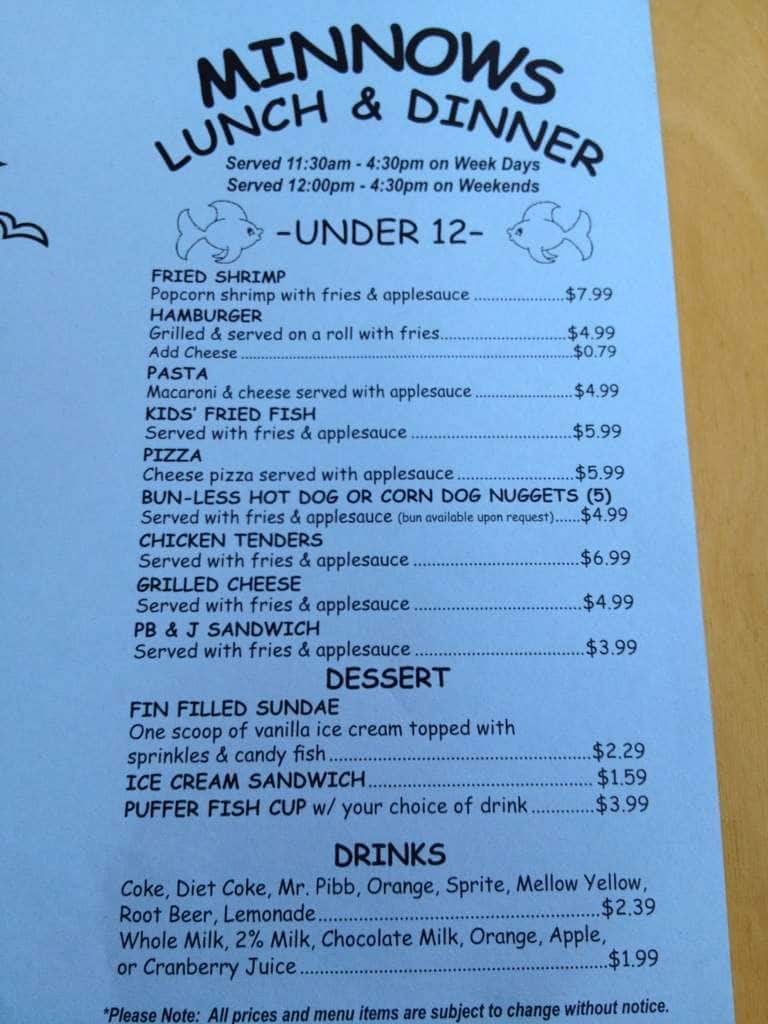 MINNOWS
LUNCH & DINNER
Served 11:30am - 4:30pm on Week Days
Served 12:00pm - 4:30pm on Weekends
-UNDER 12-
FRIED SHRIMP
Popcorn shrimp with fries & applesauce ....................$7.99
HAMBURGER
Grilled & served on a roll with fries............................$4.99
Add Cheese ..........................................................................$0.79
PASTA
Macaroni & cheese served with applesauce ......................$4.99
KIDS' FRIED FISH
Served with fries & applesauce ...................................$5.99
PIZZA
Cheese pizza served with applesauce .........................$5.99
BUN-LESS HOT DOG OR CORN DOG NUGGETS (5)
Served with fries & applesauce (bun available upon request)......$4.99
CHICKEN TENDERS
Served with fries & applesauce ...................................$6.99
GRILLED CHEESE
Served with fries & applesauce ...................................$4.99
PB & J SANDWICH
Served with fries & applesauce ...................................$3.99
DESSERT
FIN FILLED SUNDAE
One scoop of vanilla ice cream topped with
sprinkles & candy fish ..................................................$2.29
ICE CREAM SANDWICH........................................... $1.59
PUFFER FISH CUP w/ your choice of drink ............$3.99
DRINKS
Coke, Diet Coke, Mr. Pibb, Orange, Sprite, Mellow Yellow,
Root Beer, Lemonade....................................................$2.39
Whole Milk, 2% Milk, Chocolate Milk, Orange, Apple,
or Cranberry Juice ........................................................$1.99
*Please Note: All prices and menu items are subject to change without notice.